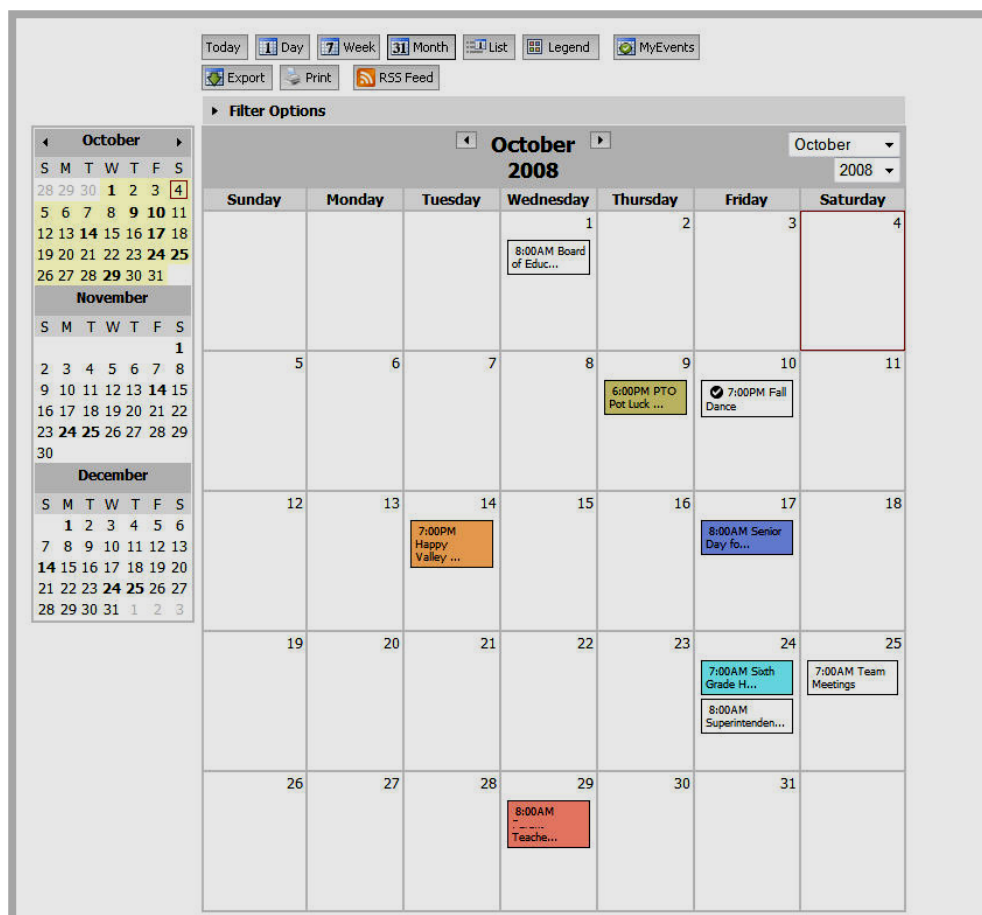 Today 1 Day 7 Week 31 Month List Legend MyEvents
Export Print RSS Feed
Filter Options
October
S M T W T F S
28 29 30 1 2 3 4
5 6 7 8 9 10 11
12 13 14 15 16 17 18
19 20 21 22 23 24 25
26 27 28 29 30 31
November
S M T W T F S
1
2 3 4 5 6 7 8
9 10 11 12 13 14 15
16 17 18 19 20 21 22
23 24 25 26 27 28 29
30
December
S M T W T F S
1 2 3 4 5 6
7 8 9 10 11 12 13
14 15 16 17 18 19 20
21 22 23 24 25 26 27
28 29 30 31 1 2 3
October
2008
October
2008
Sunday Monday Tuesday Wednesday Thursday Friday Saturday
1 2 3 4
8:00AM Board
of Educ...
5 6 7 8 9 10 11
6:00PM PTO
Pot Luck ...
7:00PM Fall
Dance
12 13 14 15 16 17 18
7:00PM
Happy
Valley ...
8:00AM Senior
Day fo...
19 20 21 22 23 24 25
7:00AM Sixth
Grade H...
8:00AM
Superintenden...
7:00AM Team
Meetings
26 27 28 29 30 31
8:00AM
Teache...